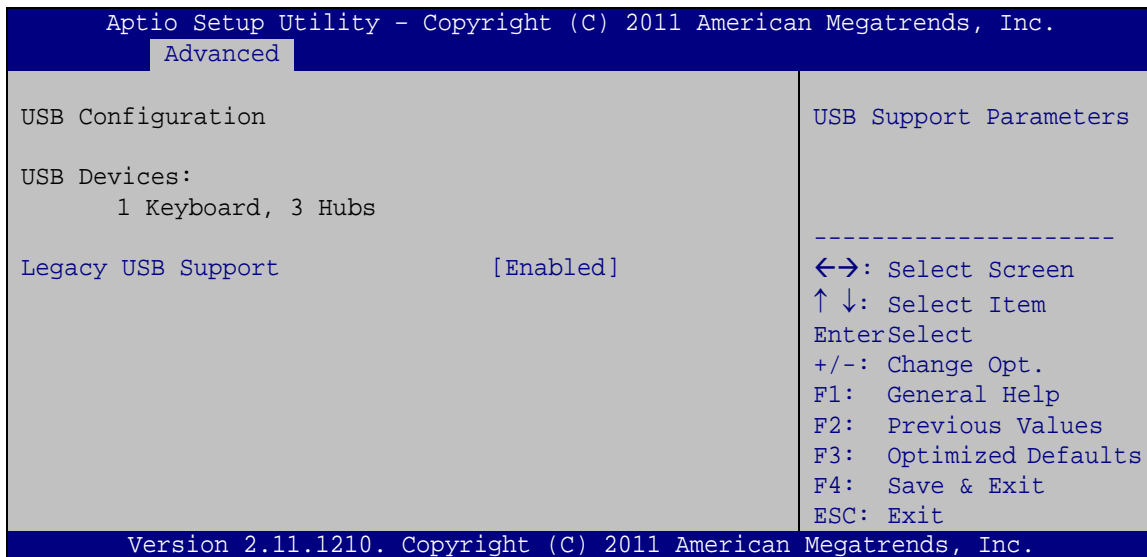 Aptio Setup Utility – Copyright (C) 2011 American Megatrends, Inc.
Advanced
USB Configuration
USB Devices:
1 Keyboard, 3 Hubs
Legacy USB Support [Enabled]
USB Support Parameters
---------------------
←→: Select Screen
↑ ↓: Select Item
EnterSelect
+/-: Change Opt.
F1: General Help
F2: Previous Values
F3: Optimized Defaults
F4: Save & Exit
ESC: Exit
Version 2.11.1210. Copyright (C) 2011 American Megatrends, Inc.